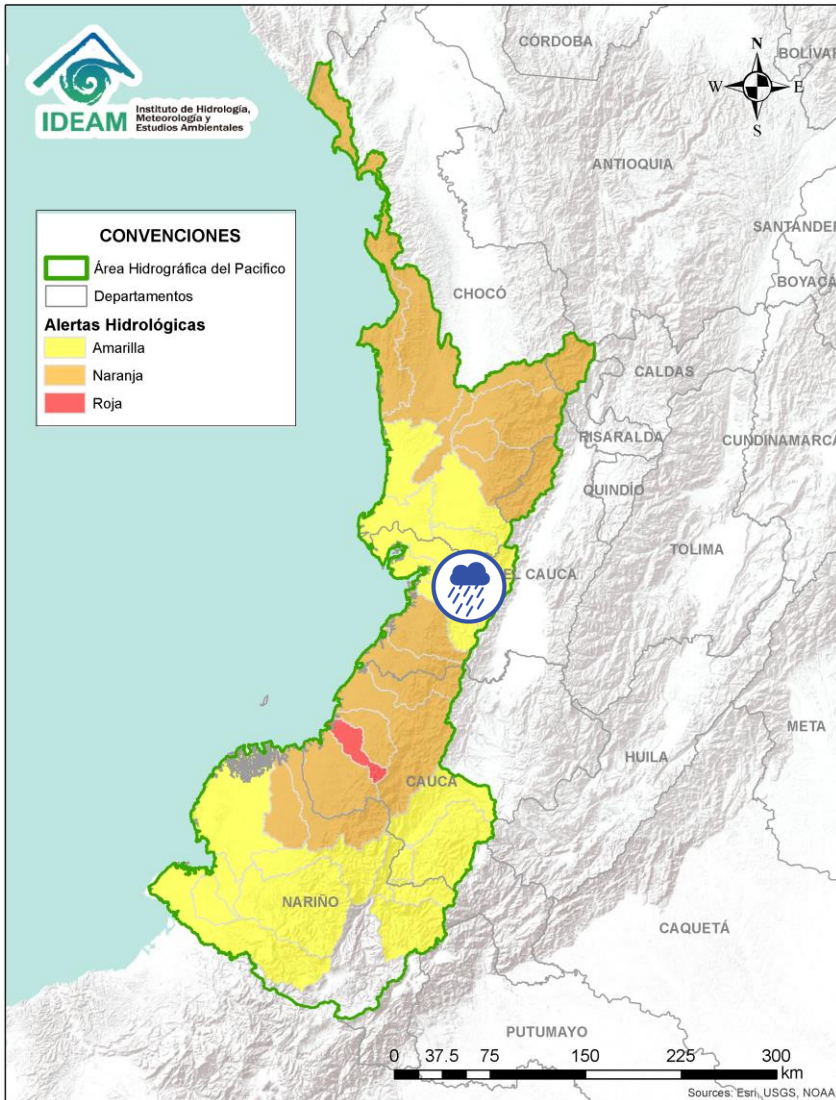 CÓRDOBA
BOLÍVAR
N
W
E
S
IDEAM
Instituto de Hidrología,
Meteorología y
Estudios Ambientales
ANTIOQUIA
SANTANDER
CONVENCIONES
Área Hidrográfica del Pacifico
Departamentos
Alertas Hidrológicas
Amarilla
Naranja
Roja
BOYACÁ
CHOCÓ
CALDAS
RISARALDA
CUNDINAMARCA
QUINDÍO
TOLIMA
EL CAUCA
META
HUILA
CAUCA
NARIÑO
CAQUETÁ
PUTUMAYO
0 37.5 75 150 225 300
km
Sources: Esri, USGS, NOAA